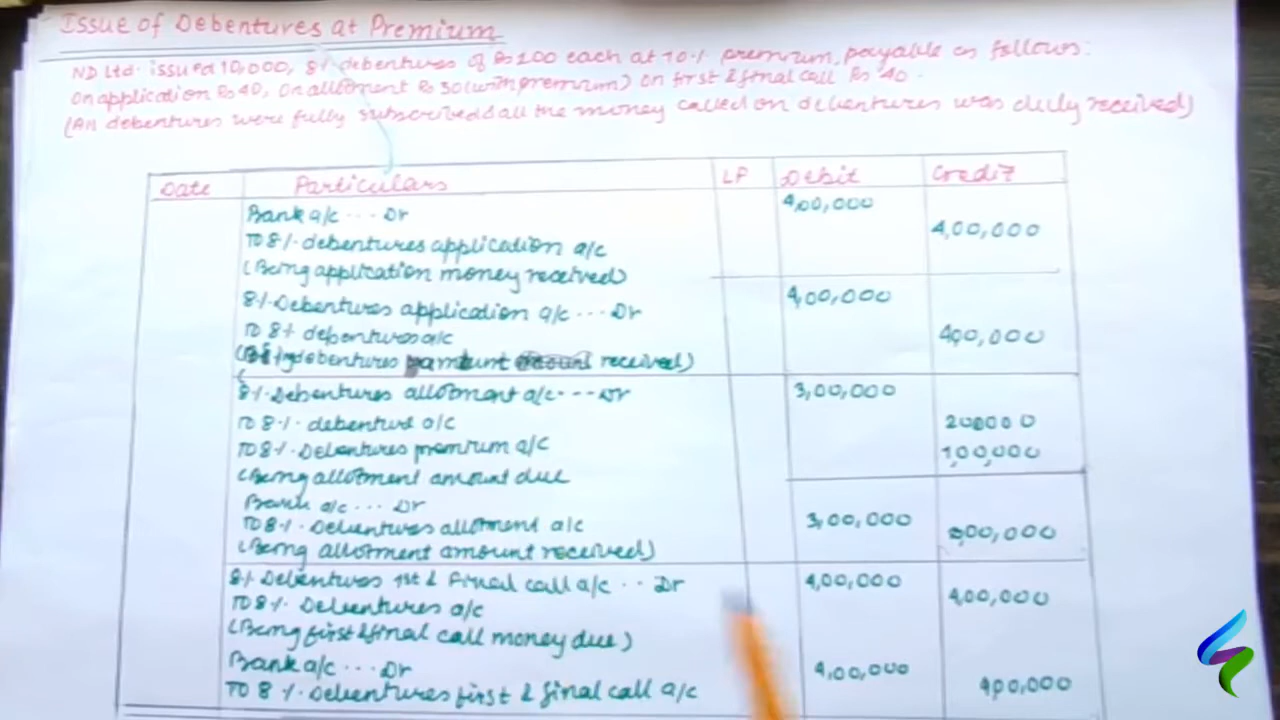 Issue of Debentures at Premium
ND Ltd. issued 10,000, 8% debentures of Rs 100 each at 10% premium, payable as follows:
On application Rs 40, On allotment Rs 30 (with premium) on first & final call Rs 40.
(All debentures were fully subscribed & all the money called on debentures was duly received)
Date Particulars LF Debit Credit
Bank a/c ... Dr 4,00,000
To 8% debentures application a/c 4,00,000
(Being application money received)
8% Debentures application a/c ... Dr 4,00,000
To 8% debentures a/c 400,000
debentures received)
8% Debentures allotment a/c ... Dr 3,00,000
To 8% debenture a/c 200000
To 8% Debentures premium a/c 1,00,000
(Being allotment amount due
Bank a/c ... Dr 3,00,000
To 8% Debentures allotment a/c 300,000
(Being allotment amount received)
8% Debentures 1st & Final call a/c .. Dr 4,00,000
To 8% Debentures a/c 4,00,000
(Being first & final call money due)
Bank a/c ... Dr 4,00,000
To 8% Debentures first & final call a/c 400,000